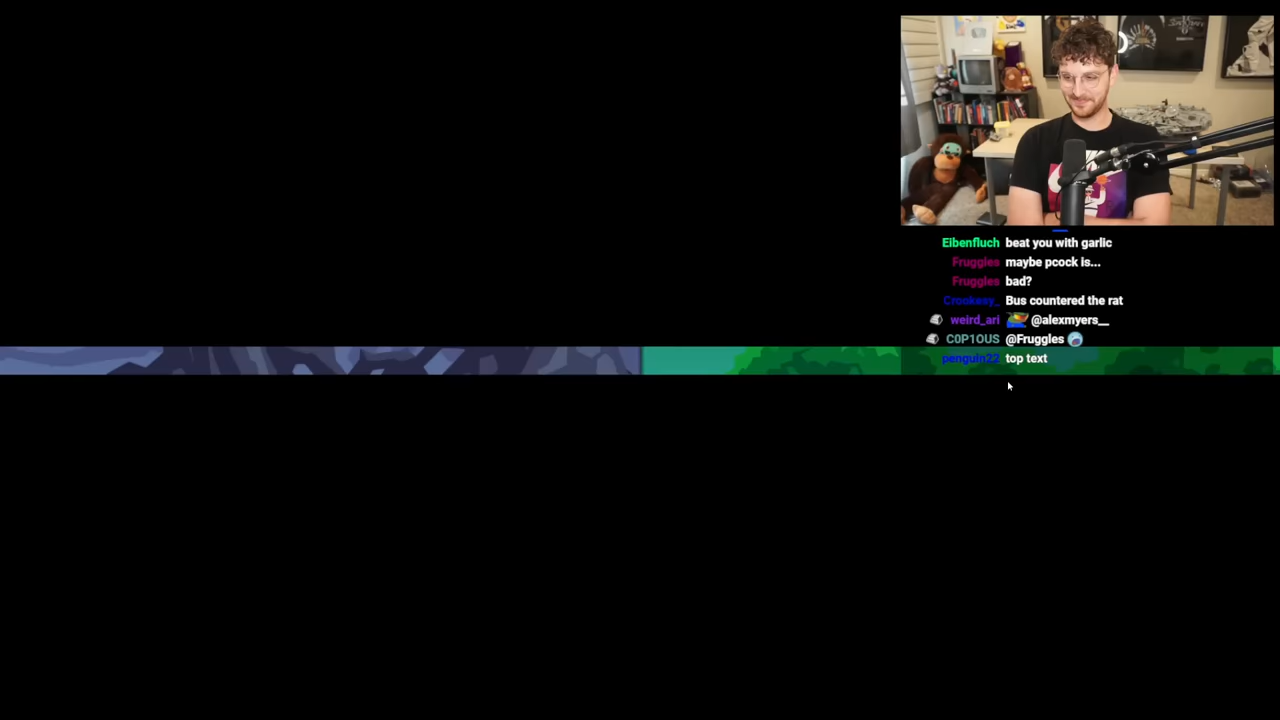 Eibenfluch beat you with garlic
Fruggles maybe pcock is...
Fruggles bad?
Crookesy_ Bus countered the rat
weird_ari @alexmyers__
C0P1OUS @Fruggles
penguin22 top text